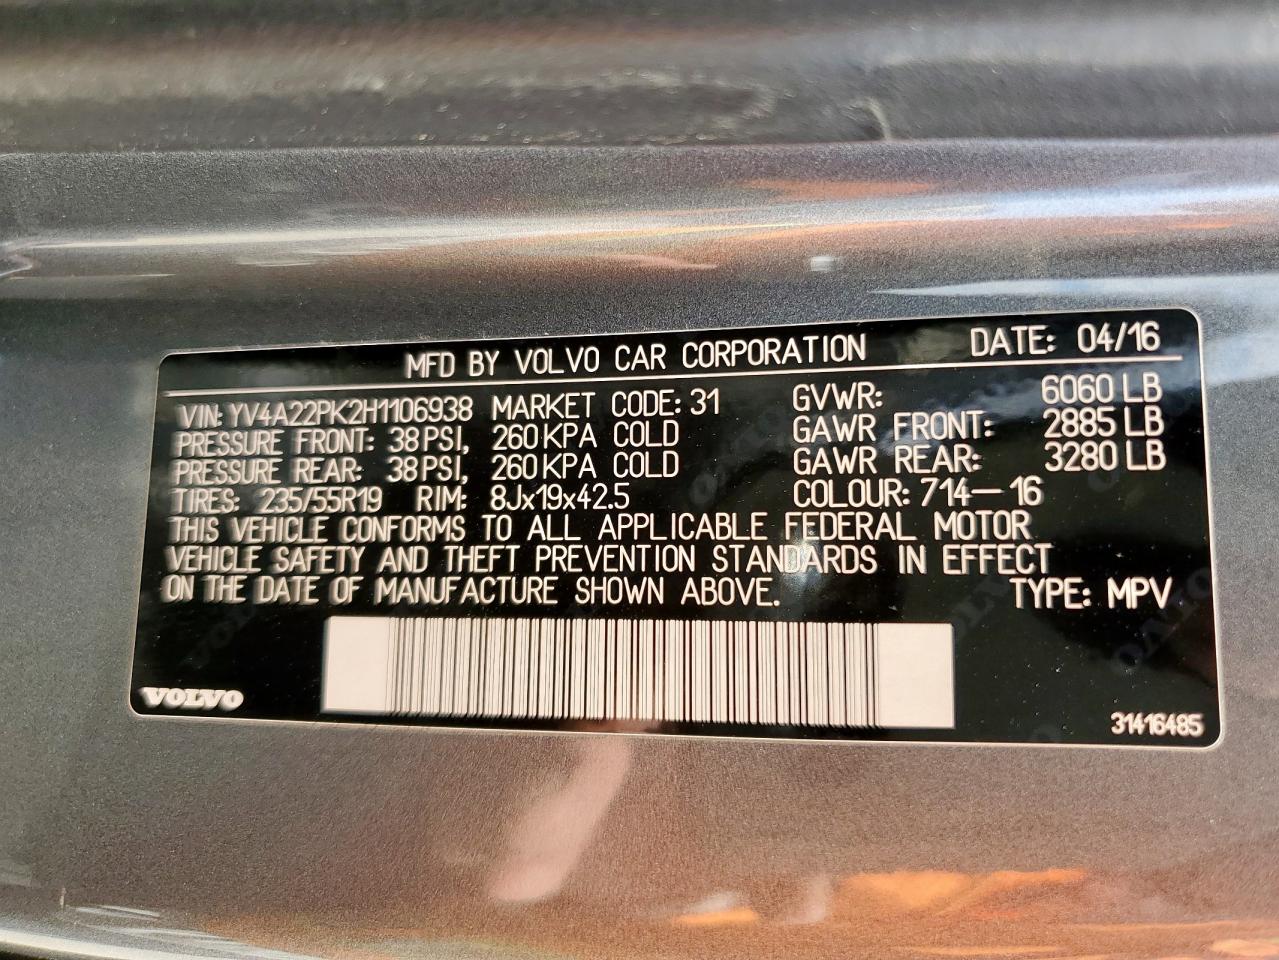 MFD BY VOLVO CAR CORPORATION DATE: 04/16
VIN: YV4A22PK2H1106938 MARKET CODE: 31 GVWR: 6060 LB
PRESSURE FRONT: 38 PSI, 260 KPA COLD GAWR FRONT: 2885 LB
PRESSURE REAR: 38 PSI, 260 KPA COLD GAWR REAR: 3280 LB
TIRES: 235/55R19 RIM: 8Jx19x42.5 COLOUR: 714-16
THIS VEHICLE CONFORMS TO ALL APPLICABLE FEDERAL MOTOR
VEHICLE SAFETY AND THEFT PREVENTION STANDARDS IN EFFECT
ON THE DATE OF MANUFACTURE SHOWN ABOVE. TYPE: MPV
VOLVO 31416485